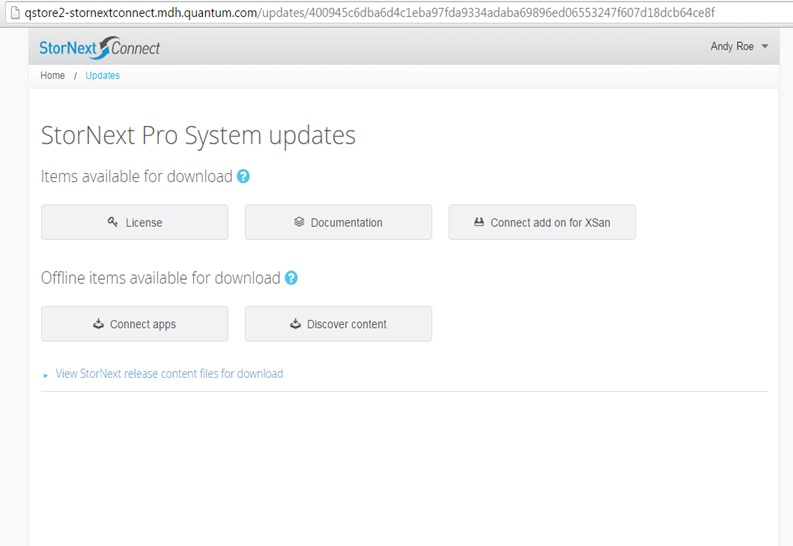 qstore2-stornextconnect.mdh.quantum.com/updates/400945c6dba6d4c1eba97fda9334adaba69896ed06553247f607d18dcb64ce8f
StorNext Connect
Andy Roe
Home / Updates
StorNext Pro System updates
Items available for download ?
License
Documentation
Connect add on for XSan
Offline items available for download ?
Connect apps
Discover content
View StorNext release content files for download